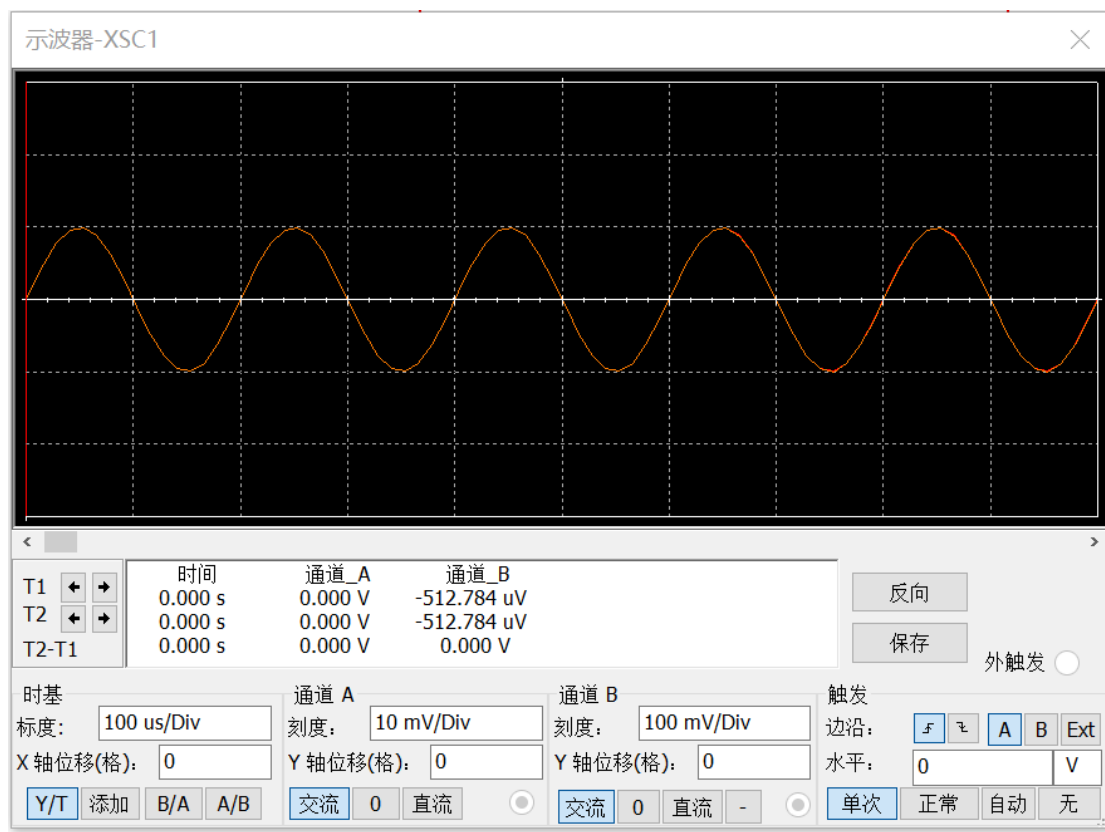 示波器-XSC1
时间 通道_A 通道_B
T1 0.000 s 0.000 V -512.784 uV
T2 0.000 s 0.000 V -512.784 uV
T2-T1 0.000 s 0.000 V 0.000 V
反向
保存
外触发
时基 通道 A 通道 B 触发
标度: 100 us/Div 刻度: 10 mV/Div 刻度: 100 mV/Div 边沿: A B Ext
X 轴位移(格): 0 Y 轴位移(格): 0 Y 轴位移(格): 0 水平: 0 V
Y/T 添加 B/A A/B 交流 0 直流 交流 0 直流 - 单次 正常 自动 无